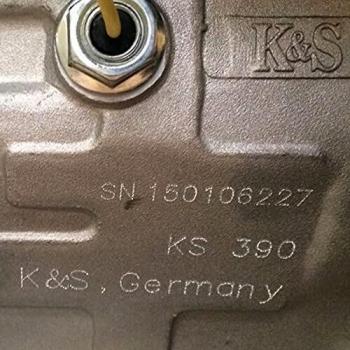 K&S
SN 150106227
KS 390
K&S, Germany